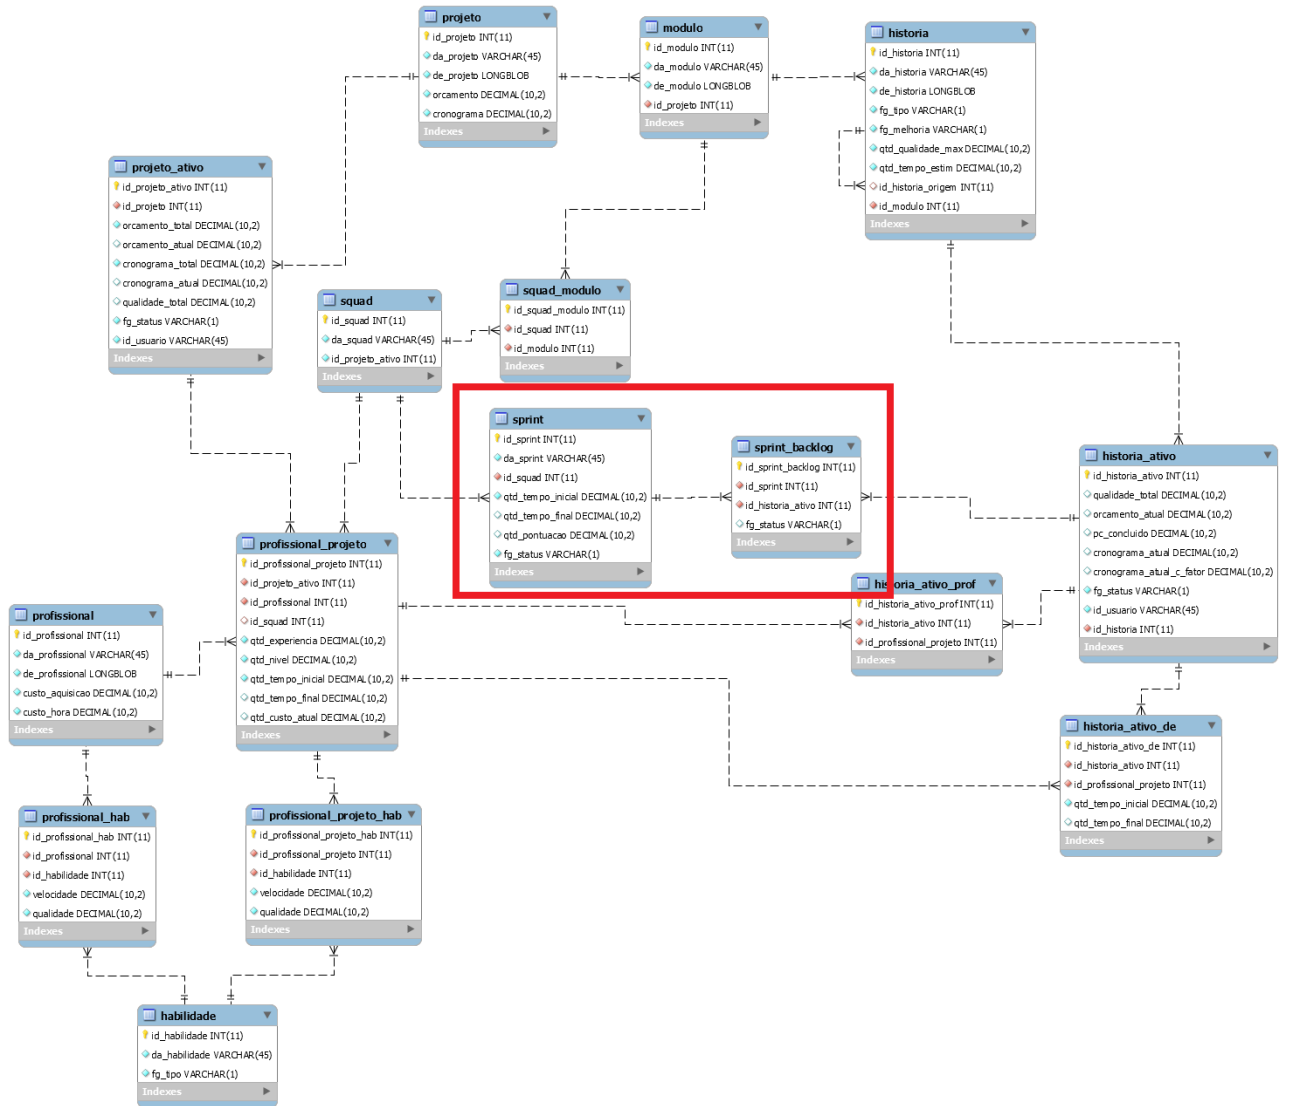 projeto
id_projeto INT(11)
da_projeto VARCHAR(45)
de_projeto LONGBLOB
orcamento DECIMAL(10,2)
cronograma DECIMAL(10,2)
Indexes
modulo
id_modulo INT(11)
da_modulo VARCHAR(45)
de_modulo LONGBLOB
id_projeto INT(11)
Indexes
historia
id_historia INT(11)
da_historia VARCHAR(45)
de_historia LONGBLOB
fg_tipo VARCHAR(1)
fg_melhoria VARCHAR(1)
qtd_qualidade_max DECIMAL(10,2)
qtd_tempo_estim DECIMAL(10,2)
id_historia_origem INT(11)
id_modulo INT(11)
Indexes
projeto_ativo
id_projeto_ativo INT(11)
id_projeto INT(11)
orcamento_total DECIMAL(10,2)
orcamento_atual DECIMAL(10,2)
cronograma_total DECIMAL(10,2)
cronograma_atual DECIMAL(10,2)
qualidade_total DECIMAL(10,2)
fg_status VARCHAR(1)
id_usuario VARCHAR(45)
Indexes
squad
id_squad INT(11)
da_squad VARCHAR(45)
id_projeto_ativo INT(11)
Indexes
squad_modulo
id_squad_modulo INT(11)
id_squad INT(11)
id_modulo INT(11)
Indexes
sprint
id_sprint INT(11)
da_sprint VARCHAR(45)
id_squad INT(11)
qtd_tempo_inicial DECIMAL(10,2)
qtd_tempo_final DECIMAL(10,2)
qtd_pontuacao DECIMAL(10,2)
fg_status VARCHAR(1)
Indexes
sprint_backlog
id_sprint_backlog INT(11)
id_sprint INT(11)
id_historia_ativo INT(11)
fg_status VARCHAR(1)
Indexes
historia_ativo
id_historia_ativo INT(11)
qualidade_total DECIMAL(10,2)
orcamento_atual DECIMAL(10,2)
pc_concluido DECIMAL(10,2)
cronograma_atual DECIMAL(10,2)
cronograma_atual_c_fator DECIMAL(10,2)
fg_status VARCHAR(1)
id_usuario VARCHAR(45)
id_historia INT(11)
Indexes
profissional_projeto
id_profissional_projeto INT(11)
id_projeto_ativo INT(11)
id_profissional INT(11)
id_squad INT(11)
qtd_experiencia DECIMAL(10,2)
qtd_nivel DECIMAL(10,2)
qtd_tempo_inicial DECIMAL(10,2)
qtd_tempo_final DECIMAL(10,2)
qtd_custo_atual DECIMAL(10,2)
Indexes
historia_ativo_prof
id_historia_ativo_prof INT(11)
id_historia_ativo INT(11)
id_profissional_projeto INT(11)
Indexes
profissional
id_profissional INT(11)
da_profissional VARCHAR(45)
de_profissional LONGBLOB
custo_aquisicao DECIMAL(10,2)
custo_hora DECIMAL(10,2)
Indexes
historia_ativo_de
id_historia_ativo_de INT(11)
id_historia_ativo INT(11)
id_profissional_projeto INT(11)
qtd_tempo_inicial DECIMAL(10,2)
qtd_tempo_final DECIMAL(10,2)
Indexes
profissional_hab
id_profissional_hab INT(11)
id_profissional INT(11)
id_habilidade INT(11)
velocidade DECIMAL(10,2)
qualidade DECIMAL(10,2)
Indexes
profissional_projeto_hab
id_profissional_projeto_hab INT(11)
id_profissional_projeto INT(11)
id_habilidade INT(11)
velocidade DECIMAL(10,2)
qualidade DECIMAL(10,2)
Indexes
habilidade
id_habilidade INT(11)
da_habilidade VARCHAR(45)
fg_tipo VARCHAR(1)
Indexes